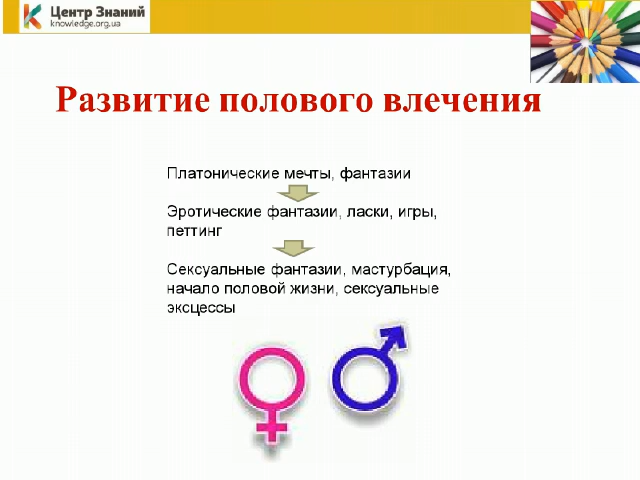 Центр Знаний
knowledge.org.ua
Развитие полового влечения
Платонические мечты, фантазии
Эротические фантазии, ласки, игры,
петтинг
Сексуальные фантазии, мастурбация,
начало половой жизни, сексуальные
эксцессы